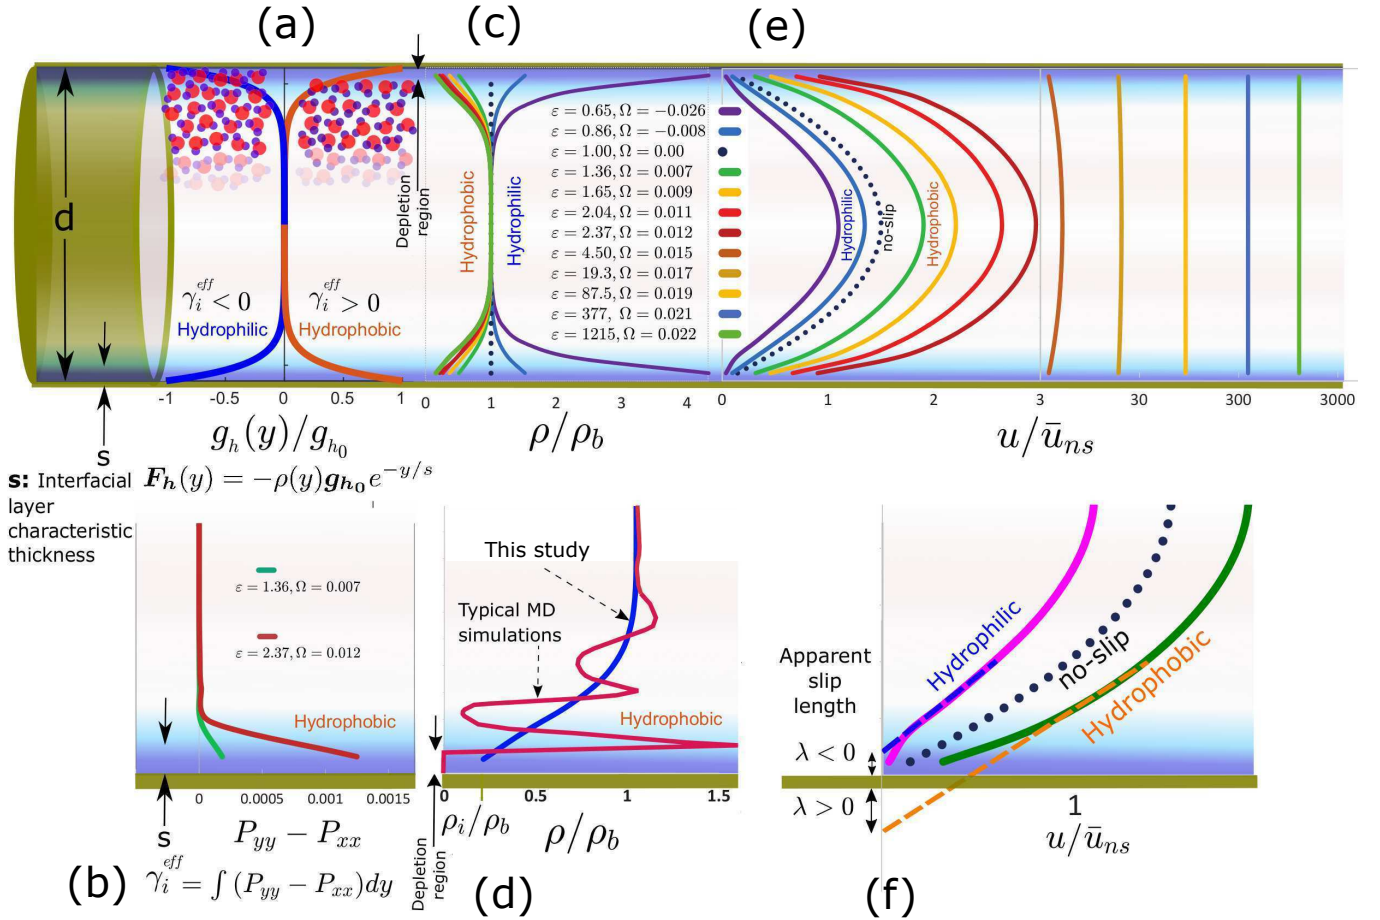 (a)
(c)
(e)
d
s
Depletion
region
γ_i^eff < 0
Hydrophilic
γ_i^eff > 0
Hydrophobic
-1 -0.5 0 0.5 1
g_h(y)/g_h₀
Hydrophobic
Hydrophilic
ε = 0.65, Ω = −0.026
ε = 0.86, Ω = −0.008
ε = 1.00, Ω = 0.00
ε = 1.36, Ω = 0.007
ε = 1.65, Ω = 0.009
ε = 2.04, Ω = 0.011
ε = 2.37, Ω = 0.012
ε = 4.50, Ω = 0.015
ε = 19.3, Ω = 0.017
ε = 87.5, Ω = 0.019
ε = 377, Ω = 0.021
ε = 1215, Ω = 0.022
0 1 2 3 4
ρ/ρ_b
Hydrophilic
no-slip
Hydrophobic
0 1 2 3 30 300 3000
u/ū_ns
s: Interfacial
layer
characteristic
thickness
F_h(y) = −ρ(y)g_h₀ e^{−y/s}
ε = 1.36, Ω = 0.007
ε = 2.37, Ω = 0.012
Hydrophobic
0 0.0005 0.001 0.0015
s
P_yy − P_xx
(b)
γ_i^eff = ∫ (P_yy − P_xx)dy
This study
Typical MD
simulations
Hydrophobic
0 0.5 1 1.5
ρ_i/ρ_b
ρ/ρ_b
Depletion
region
(d)
Apparent
slip
length
λ < 0
λ > 0
Hydrophilic
no-slip
Hydrophobic
1
u/ū_ns
(f)